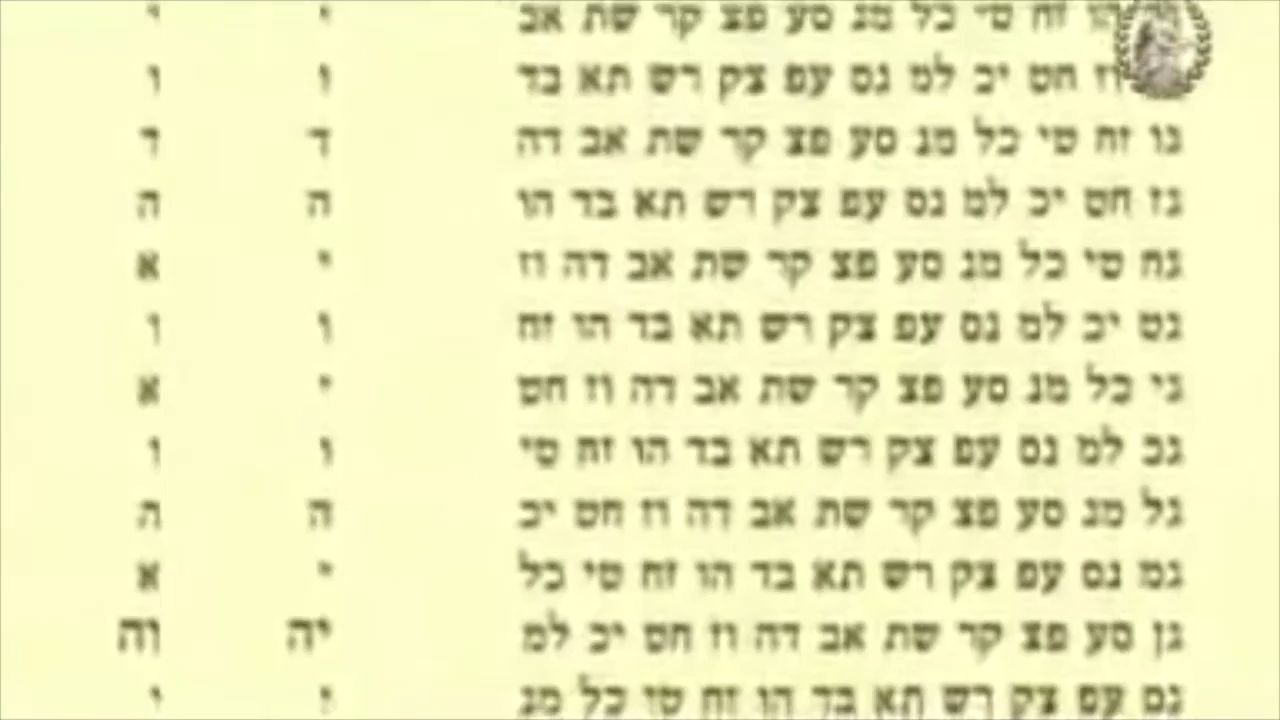 הו זח טי כל מנ סע פצ קר שת אב י י
חט יכ למ נס עפ צק רש תא בד ו ו
גו זח טי כל מנ סע פצ קר שת אב דה ד ד
גז חט יכ למ נס עפ צק רש תא בד הו ה ה
גח טי כל מנ סע פצ קר שת אב דה וז י א
גט יכ למ נס עפ צק רש תא בד הו זח ו ו
גי כל מנ סע פצ קר שת אב דה וז חט י א
גכ למ נס עפ צק רש תא בד הו זח טי ו ו
גל מנ סע פצ קר שת אב דה וז חט יכ ה ה
גמ נס עפ צק רש תא בד הו זח טי כל י א
גן סע פצ קר שת אב דה וז חט יכ למ יה וה
גס עפ צק רש תא בד הו זח טי כל מנ י י